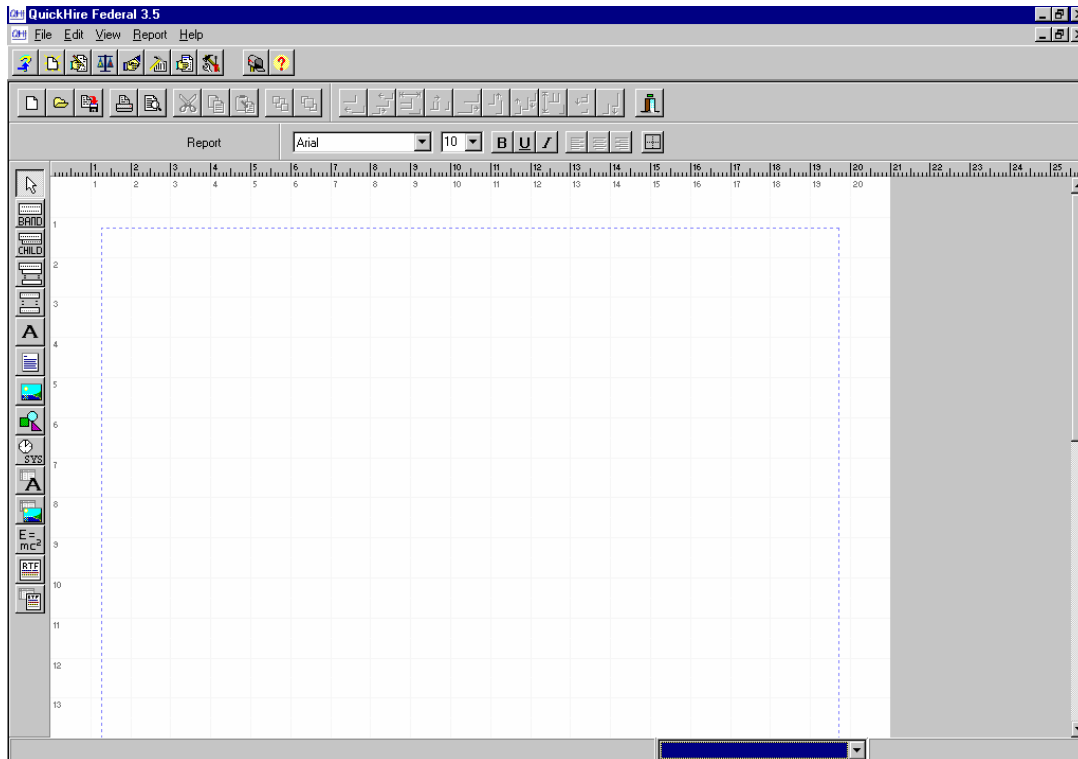 QH QuickHire Federal 3.5
QH File Edit View Report Help
Report Arial 10 B U I
1 2 3 4 5 6 7 8 9 10 11 12 13 14 15 16 17 18 19 20 21 22 23 24 25
1 2 3 4 5 6 7 8 9 10 11 12 13 14 15 16 17 18 19 20
BAND
1
CHILD
2
3
A
4
5
6
SYS
7
A
8
E=
mc²
9
RTF
10
RTF
11
12
13